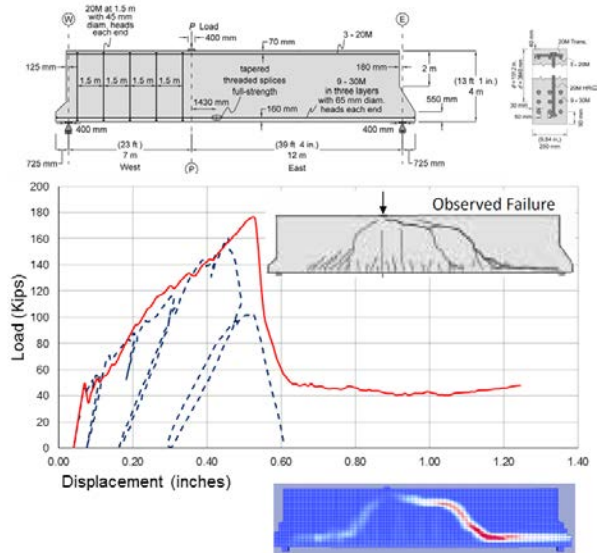 20M at 1.5 m
with 45 mm
diam. heads
each end
W
P Load
400 mm
70 mm
3 - 20M
E
125 mm
1.5 m 1.5 m 1.5 m 1.5 m
tapered
threaded splices
full-strength
1430 mm
160 mm
180 mm
9 - 30M
in three layers
with 65 mm diam.
heads each end
2 m
550 mm
(13 ft 1 in.)
4 m
400 mm
400 mm
(23 ft)
7 m
(39 ft 4 in.)
12 m
725 mm
725 mm
West
P
East
20M Trans.
20M
9 - 30M
30 mm
(9.84 in.)
Observed Failure
Load (Kips)
200
180
160
140
120
100
80
60
40
20
0
0.00 0.20 0.40 0.60 0.80 1.00 1.20 1.40
Displacement (inches)